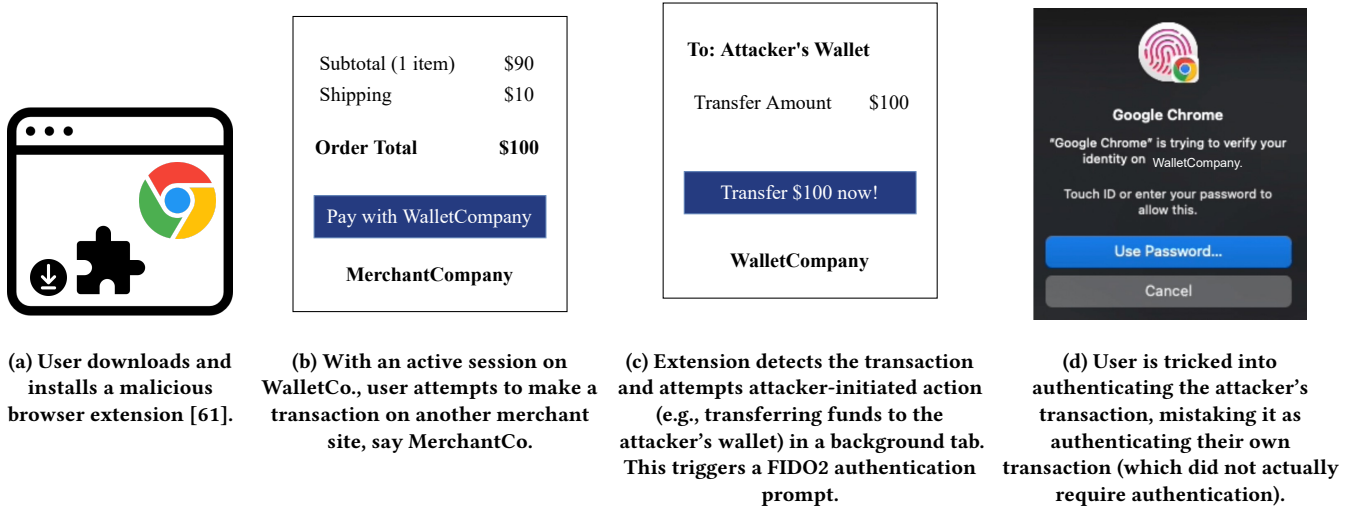 Subtotal (1 item) $90
Shipping $10
Order Total $100
Pay with WalletCompany
MerchantCompany
To: Attacker's Wallet
Transfer Amount $100
Transfer $100 now!
WalletCompany
Google Chrome
"Google Chrome" is trying to verify your
identity on WalletCompany.
Touch ID or enter your password to
allow this.
Use Password...
Cancel
(a) User downloads and
installs a malicious
browser extension [61].
(b) With an active session on
WalletCo., user attempts to make a
transaction on another merchant
site, say MerchantCo.
(c) Extension detects the transaction
and attempts attacker-initiated action
(e.g., transferring funds to the
attacker's wallet) in a background tab.
This triggers a FIDO2 authentication
prompt.
(d) User is tricked into
authenticating the attacker's
transaction, mistaking it as
authenticating their own
transaction (which did not actually
require authentication).